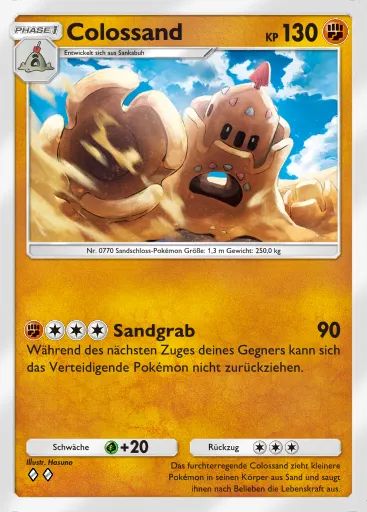 PHASE 1
Colossand
KP 130
Entwickelt sich aus Sankabuh
Nr. 0770 Sandschloss-Pokémon Größe: 1,3 m Gewicht: 250,0 kg
Sandgrab 90
Während des nächsten Zuges deines Gegners kann sich
das Verteidigende Pokémon nicht zurückziehen.
Schwäche +20
Rückzug
Illustr. Hasuno
Das furchterregende Colossand zieht kleinere
Pokémon in seinen Körper aus Sand und saugt
ihnen nach Belieben die Lebenskraft aus.